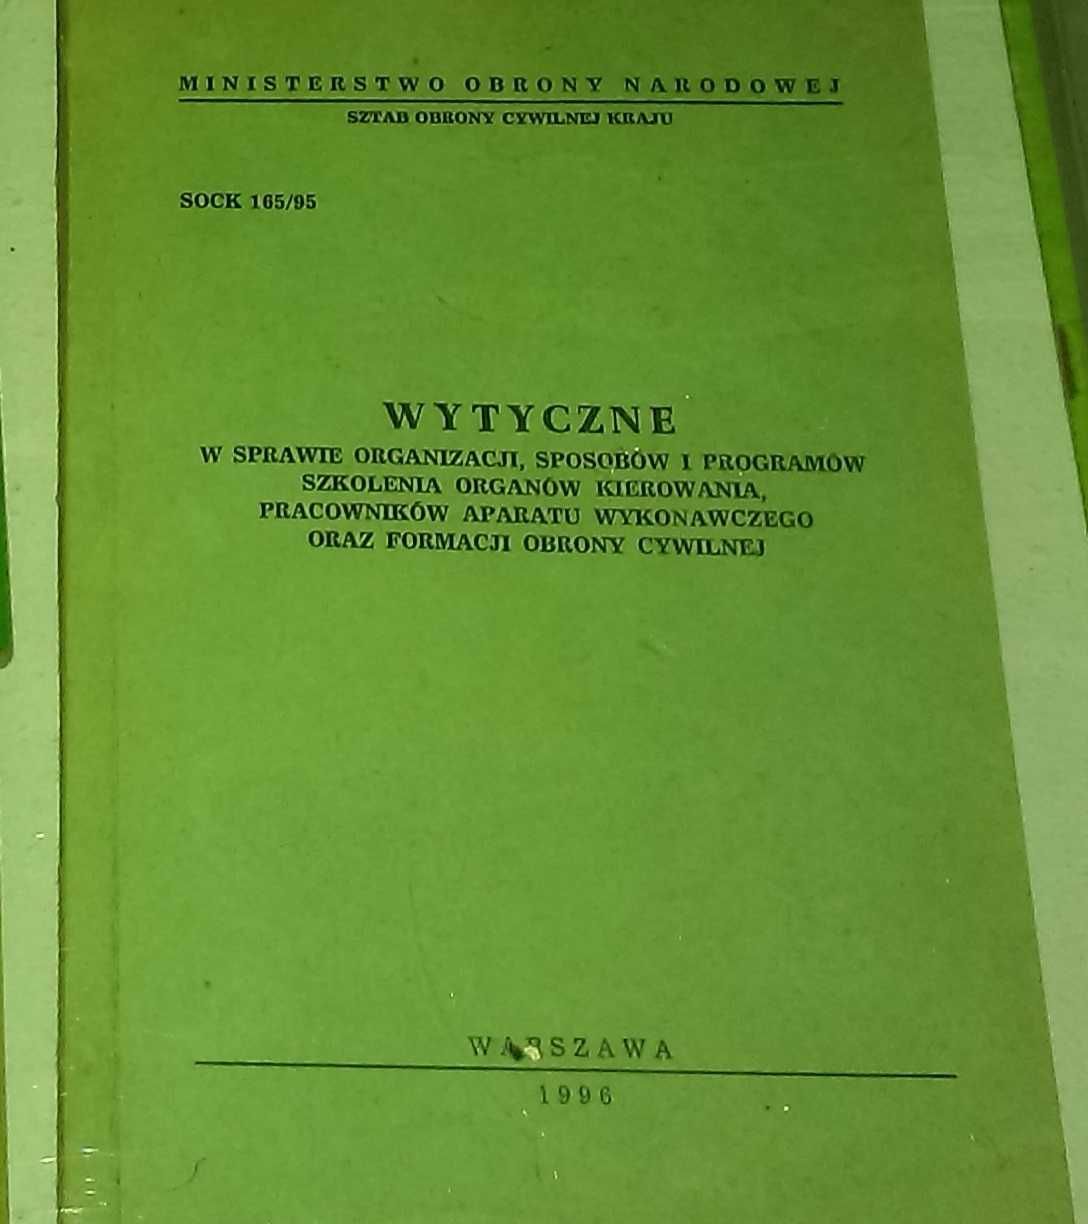 MINISTERSTWO OBRONY NARODOWEJ
SZTAB OBRONY CYWILNEJ KRAJU
SOCK 165/95
WYTYCZNE
W SPRAWIE ORGANIZACJI, SPOSOBÓW I PROGRAMÓW
SZKOLENIA ORGANÓW KIEROWANIA,
PRACOWNIKÓW APARATU WYKONAWCZEGO
ORAZ FORMACJI OBRONY CYWILNEJ
WARSZAWA
1996